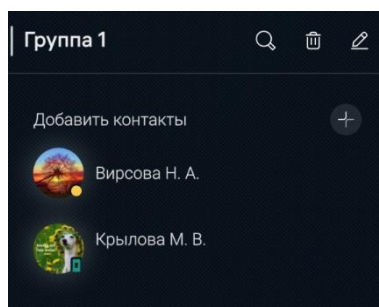 Группа 1
Добавить контакты
Вирсова Н. А.
Крылова М. В.